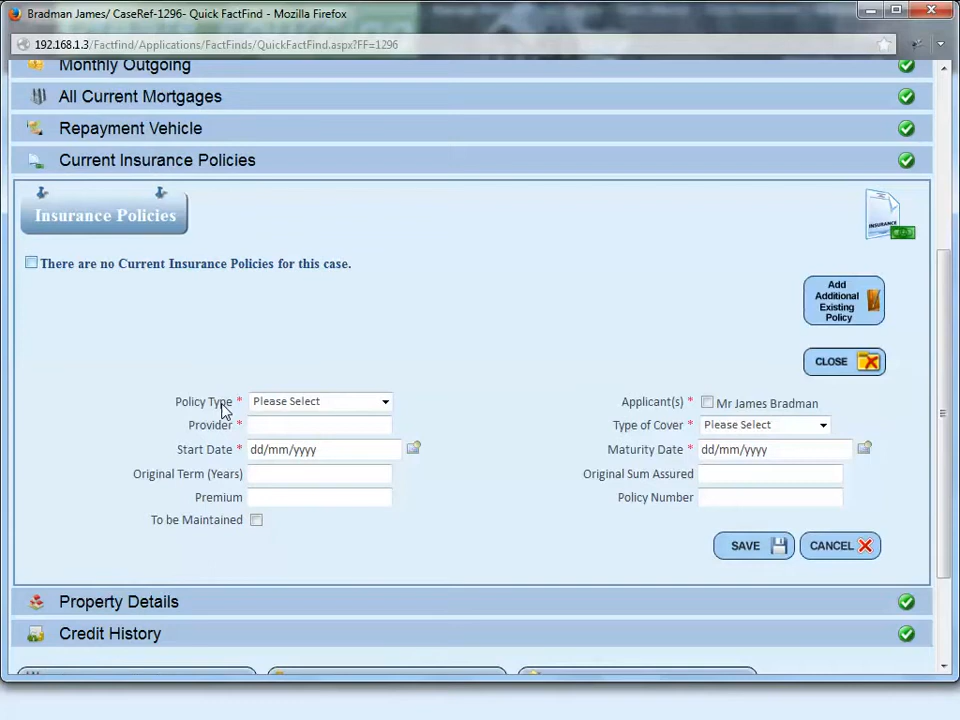 Bradman James/ CaseRef-1296- Quick FactFind - Mozilla Firefox
192.168.1.3/Factfind/Applications/FactFinds/QuickFactFind.aspx?FF=1296
Monthly Outgoing
All Current Mortgages
Repayment Vehicle
Current Insurance Policies
Insurance Policies
INSURANCE
There are no Current Insurance Policies for this case.
Add
Additional
Existing
Policy
CLOSE
Policy Type * Please Select
Applicant(s) * Mr James Bradman
Provider *
Type of Cover * Please Select
Start Date * dd/mm/yyyy
Maturity Date * dd/mm/yyyy
Original Term (Years)
Original Sum Assured
Premium
Policy Number
To be Maintained
SAVE
CANCEL
Property Details
Credit History